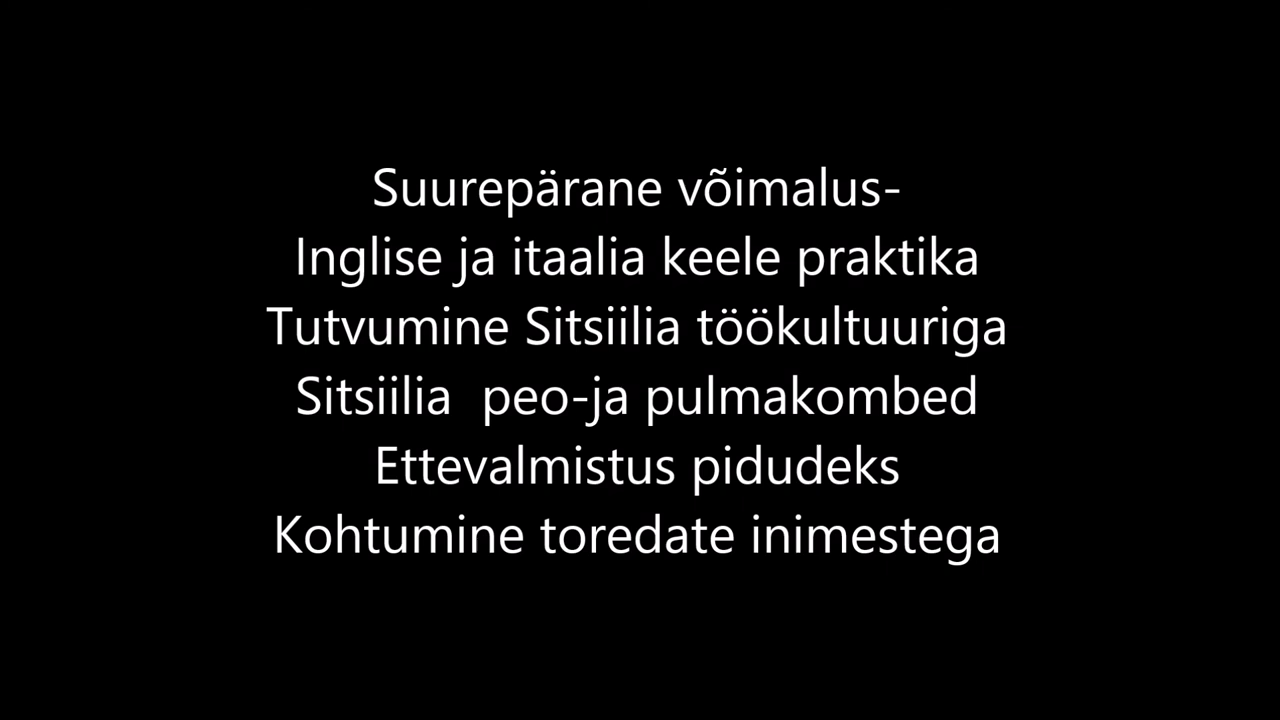 Suurepärane võimalus-
Inglise ja itaalia keele praktika
Tutvumine Sitsiilia töökultuuriga
Sitsiilia  peo-ja pulmakombed
Ettevalmistus pidudeks
Kohtumine toredate inimestega